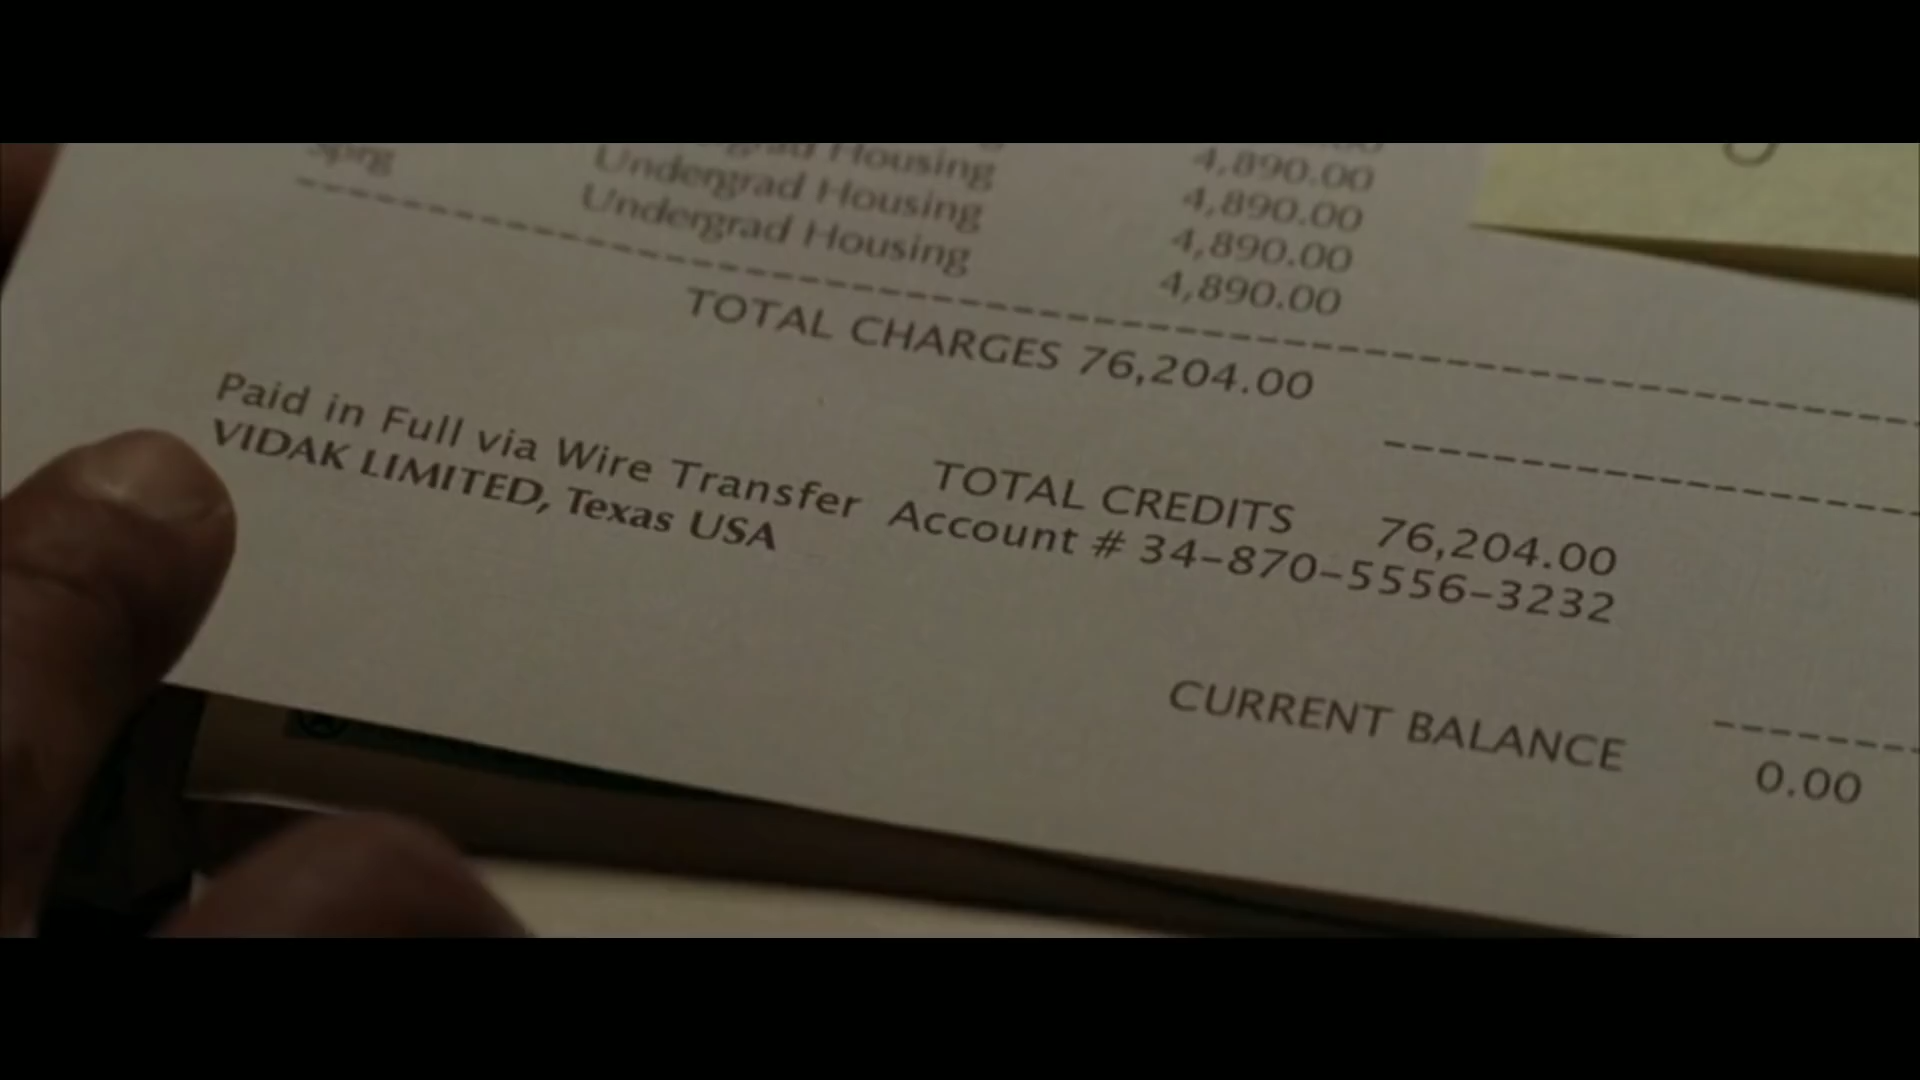 Housing 4,890.00
Sprg Undergrad Housing 4,890.00
Undergrad Housing 4,890.00
4,890.00
TOTAL CHARGES 76,204.00
TOTAL CREDITS 76,204.00
Paid in Full via Wire Transfer Account # 34-870-5556-3232
VIDAK LIMITED, Texas USA
CURRENT BALANCE 0.00